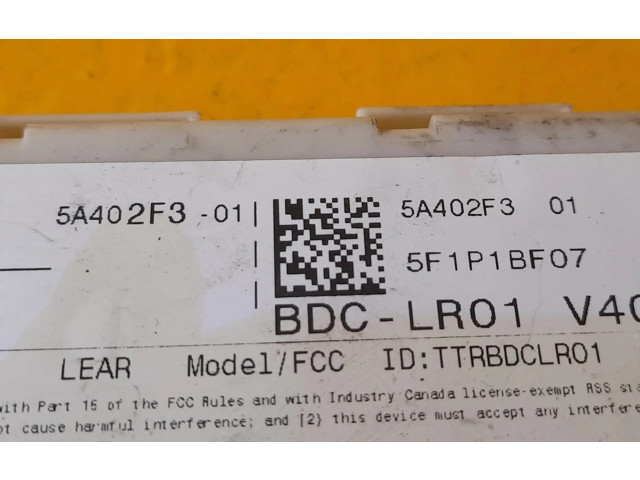 5A402F3-01 5A402F3 01
5F1P1BF07
BDC-LR01
LEAR Model/FCC ID:TTRBDCLR01
with Part 15 of the FCC Rules and with Industry Canada license-exempt RSS
cause harmful interference; and (2) this device must accept any